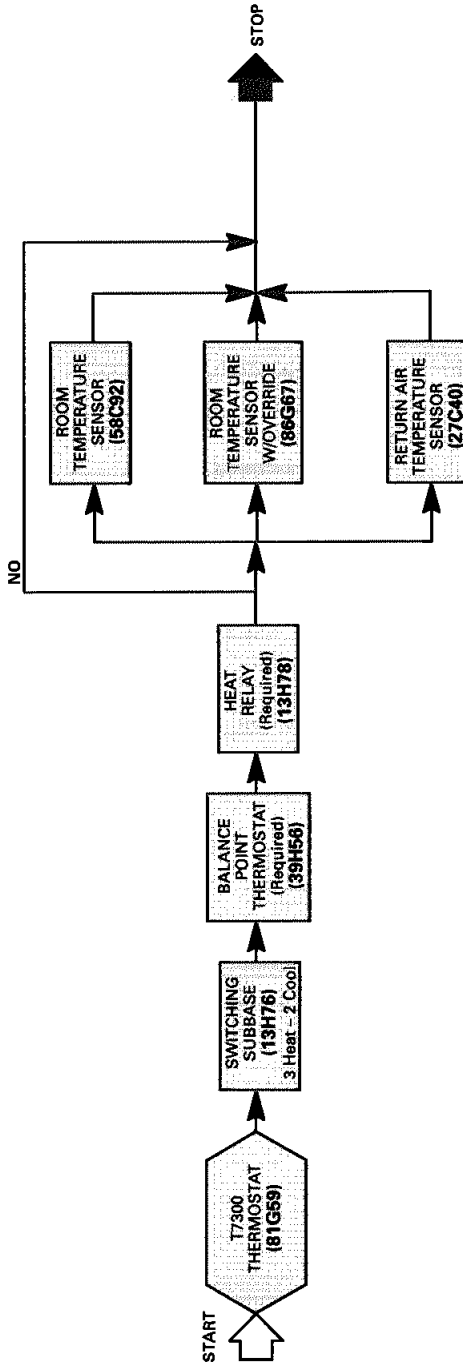 START
T7300
THERMOSTAT
(81G59)
SWITCHING
SUBBASE
(13H76)
3 Heat – 2 Cool
BALANCE
POINT
THERMOSTAT
(Required)
(39H56)
HEAT
RELAY
(Required)
(13H78)
NO
ROOM
TEMPERATURE
SENSOR
(58C92)
ROOM
TEMPERATURE
SENSOR
W/OVERRIDE
(86G67)
RETURN AIR
TEMPERATURE
SENSOR
(27C40)
STOP